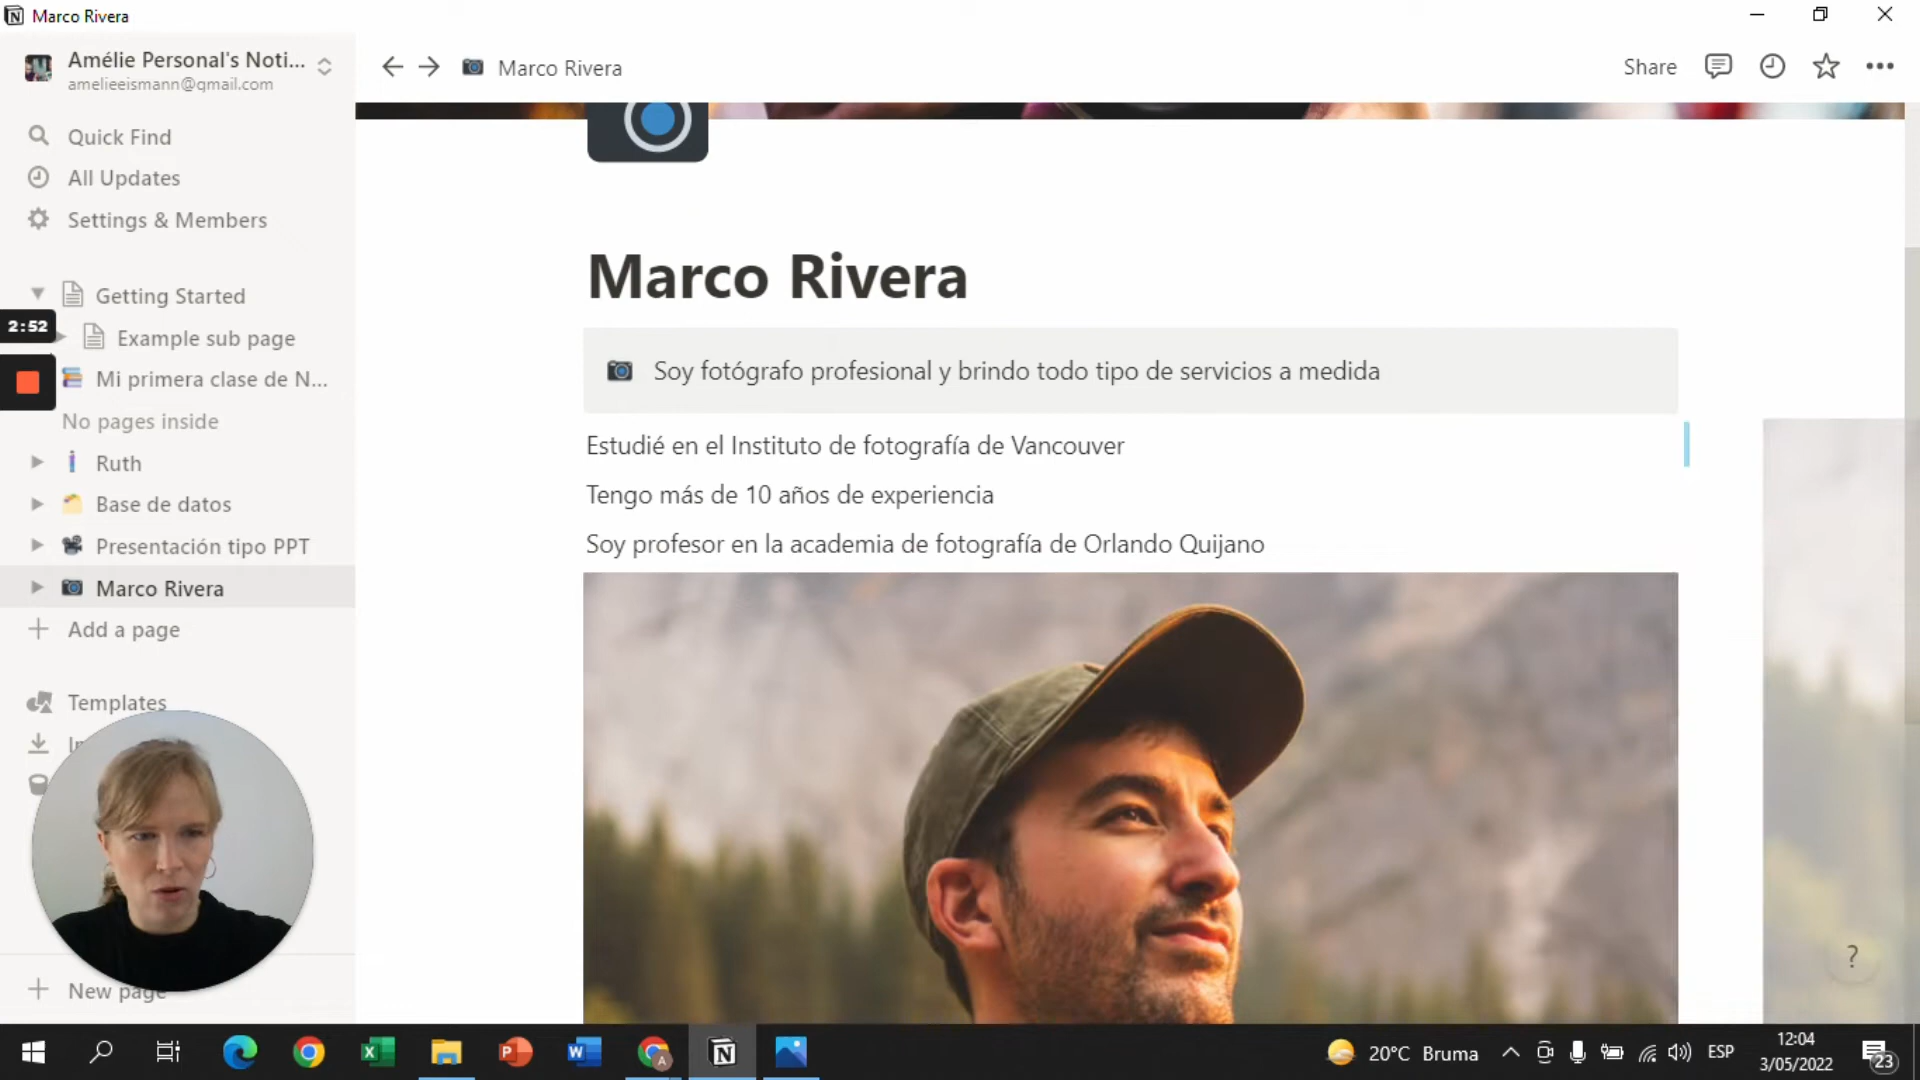 Marco Rivera
Amélie Personal's Noti...
amelieeismann@gmail.com
Marco Rivera
Share
Quick Find
All Updates
Settings & Members
Getting Started
2:52
Example sub page
Mi primera clase de N...
No pages inside
Ruth
Base de datos
Presentación tipo PPT
Marco Rivera
Add a page
Templates
New page
Marco Rivera
Soy fotógrafo profesional y brindo todo tipo de servicios a medida
Estudié en el Instituto de fotografía de Vancouver
Tengo más de 10 años de experiencia
Soy profesor en la academia de fotografía de Orlando Quijano
?
20°C Bruma
ESP
12:04
3/05/2022
23